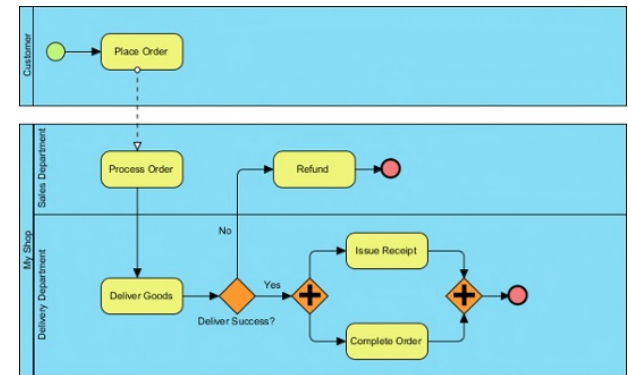 Customer
Place Order
My Shop
Sales Department
Process Order
Refund
No
Delivery Department
Deliver Goods
Deliver Success?
Yes
Issue Receipt
Complete Order